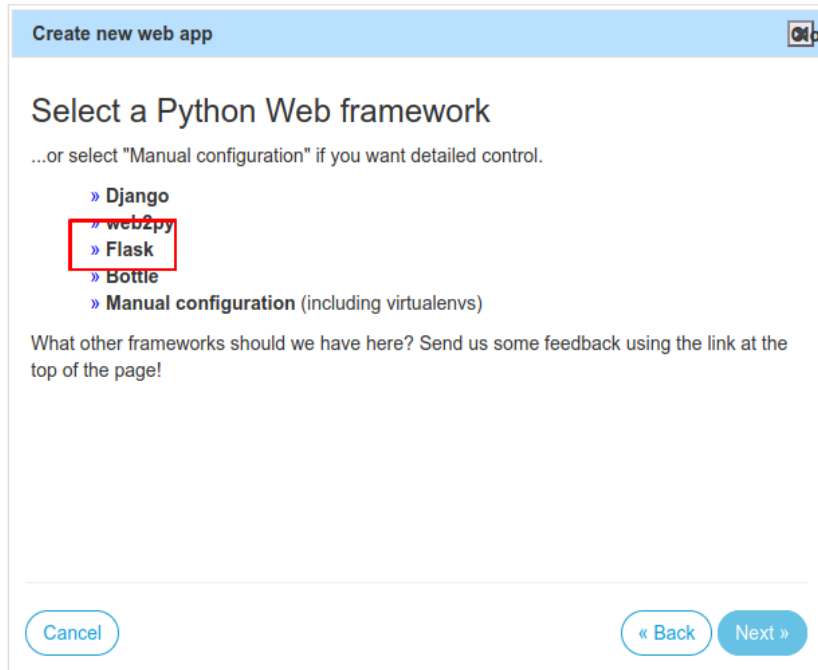 Create new web app
Select a Python Web framework
...or select "Manual configuration" if you want detailed control.
» Django
» web2py
» Flask
» Bottle
» Manual configuration (including virtualenvs)
What other frameworks should we have here? Send us some feedback using the link at the
top of the page!
Cancel
« Back
Next »